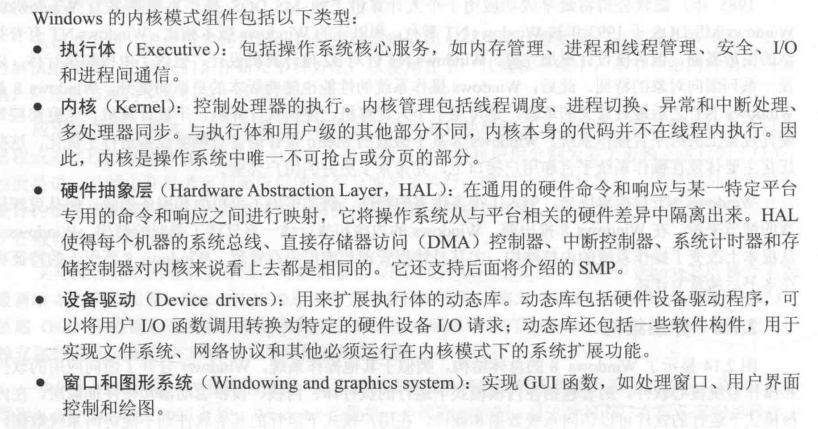 Windows 的内核模式组件包括以下类型：
● 执行体（Executive）：包括操作系统核心服务，如内存管理、进程和线程管理、安全、I/O
和进程间通信。
● 内核（Kernel）：控制处理器的执行。内核管理包括线程调度、进程切换、异常和中断处理、
多处理器同步。与执行体和用户级的其他部分不同，内核本身的代码并不在线程内执行。因
此，内核是操作系统中唯一不可抢占或分页的部分。
● 硬件抽象层（Hardware Abstraction Layer，HAL）：在通用的硬件命令和响应与某一特定平台
专用的命令和响应之间进行映射，它将操作系统从与平台相关的硬件差异中隔离出来。HAL
使得每个机器的系统总线、直接存储器访问（DMA）控制器、中断控制器、系统计时器和存
储控制器对内核来说看上去都是相同的。它还支持后面将介绍的 SMP。
● 设备驱动（Device drivers）：用来扩展执行体的动态库。动态库包括硬件设备驱动程序，可
以将用户 I/O 函数调用转换为特定的硬件设备 I/O 请求；动态库还包括一些软件构件，用于
实现文件系统、网络协议和其他必须运行在内核模式下的系统扩展功能。
● 窗口和图形系统（Windowing and graphics system）：实现 GUI 函数，如处理窗口、用户界面
控制和绘图。